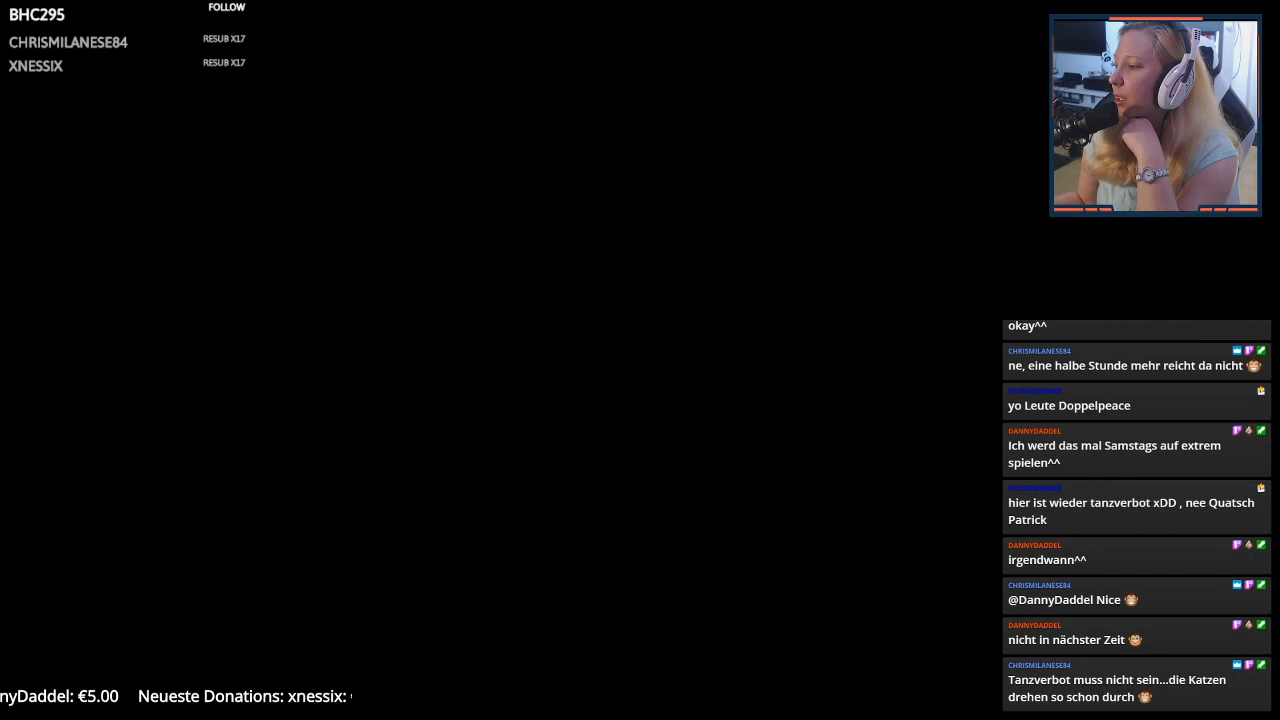 BHC295 FOLLOW
CHRISMILANESE84 RESUB X17
XNESSIX RESUB X17
okay^^
CHRISMILANESE84
ne, eine halbe Stunde mehr reicht da nicht
yo Leute Doppelpeace
DANNYDADDEL
Ich werd das mal Samstags auf extrem
spielen^^
hier ist wieder tanzverbot xDD , nee Quatsch
Patrick
DANNYDADDEL
irgendwann^^
CHRISMILANESE84
@DannyDaddel Nice
DANNYDADDEL
nicht in nächster Zeit
CHRISMILANESE84
Tanzverbot muss nicht sein...die Katzen
drehen so schon durch
nyDaddel: €5.00 Neueste Donations: xnessix: